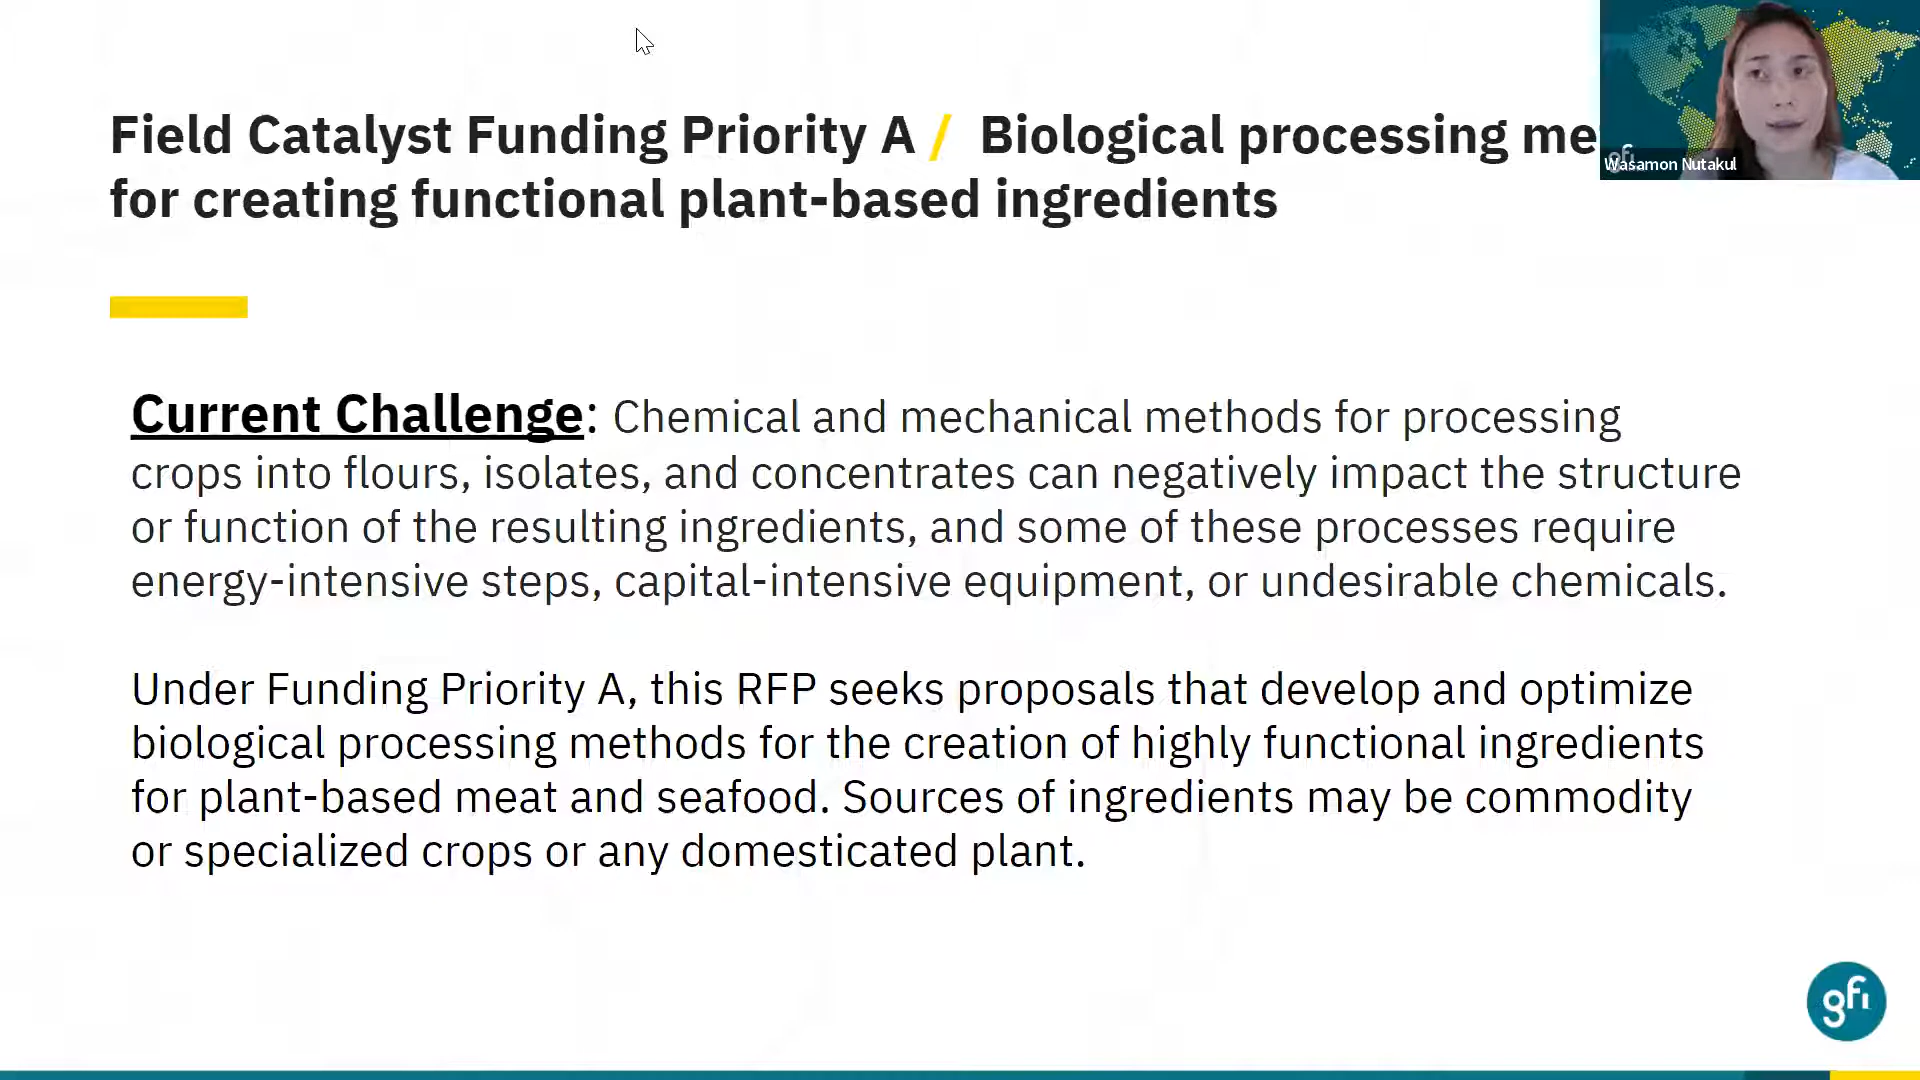 Field Catalyst Funding Priority A / Biological processing me
for creating functional plant-based ingredients
gfi
Wasamon Nutakul
Current Challenge: Chemical and mechanical methods for processing
crops into flours, isolates, and concentrates can negatively impact the structure
or function of the resulting ingredients, and some of these processes require
energy-intensive steps, capital-intensive equipment, or undesirable chemicals.
Under Funding Priority A, this RFP seeks proposals that develop and optimize
biological processing methods for the creation of highly functional ingredients
for plant-based meat and seafood. Sources of ingredients may be commodity
or specialized crops or any domesticated plant.
gfi